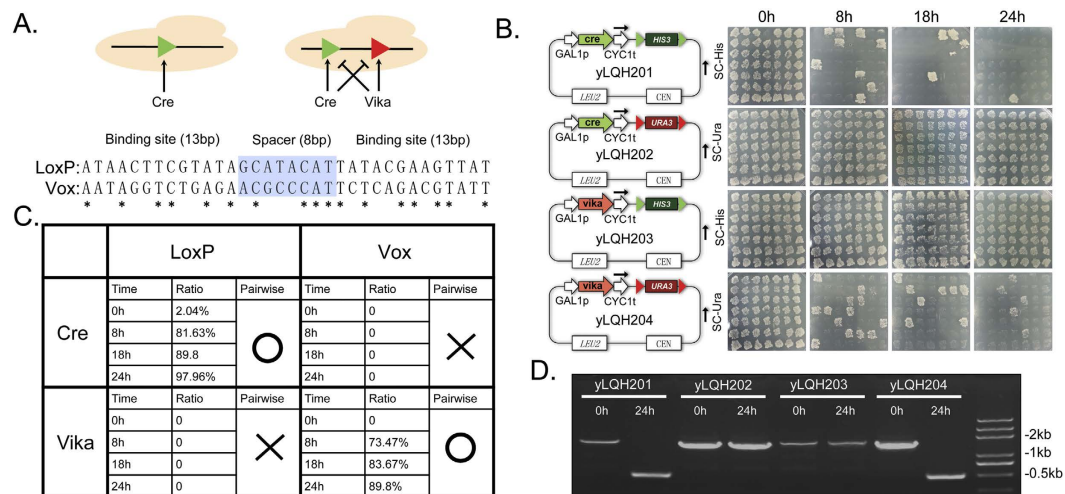 A.
Cre
Cre
Vika
Binding site (13bp)
Spacer (8bp)
Binding site (13bp)
LoxP: ATAACTTCGTATAGCATACATTATACGAAGTTAT
Vox: AATAGGTCTGAGAACGCCCATTCTCAGACGTATT
* * * * * * * * * * * * *
B.
0h 8h 18h 24h
cre HIS3
GAL1p CYC1t
yLQH201
LEU2 CEN
SC-His
cre URA3
GAL1p CYC1t
yLQH202
LEU2 CEN
SC-Ura
vika HIS3
GAL1p CYC1t
yLQH203
LEU2 CEN
SC-His
vika URA3
GAL1p CYC1t
yLQH204
LEU2 CEN
SC-Ura
C.
LoxP Vox
Time Ratio Pairwise Time Ratio Pairwise
Cre
0h 2.04% 0h 0
8h 81.63% 8h 0
18h 89.8 18h 0
24h 97.96% 24h 0
Time Ratio Pairwise Time Ratio Pairwise
Vika
0h 0 0h 0
8h 0 8h 73.47%
18h 0 18h 83.67%
24h 0 24h 89.8%
D.
yLQH201 yLQH202 yLQH203 yLQH204
0h 24h 0h 24h 0h 24h 0h 24h
-2kb
-1kb
-0.5kb